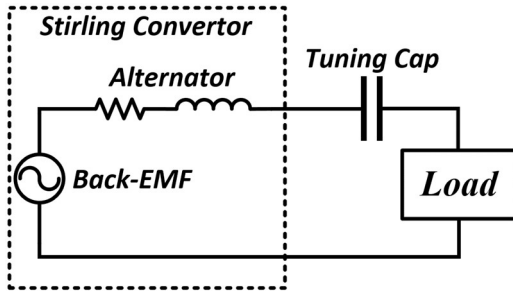 Stirling Convertor
Alternator
Tuning Cap
Back-EMF
Load